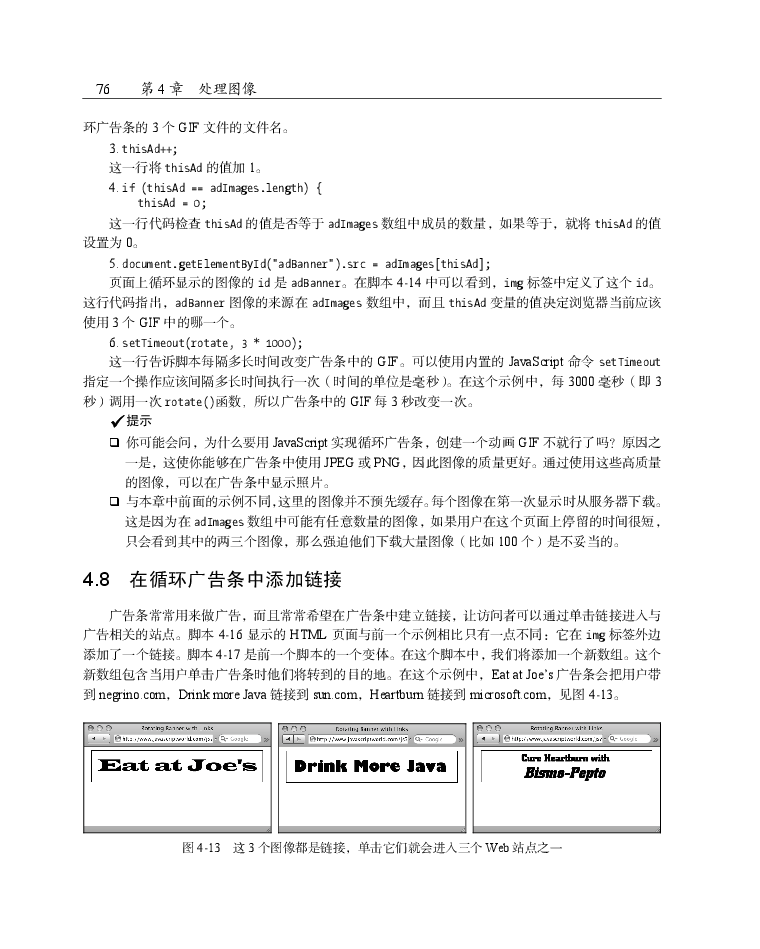 76 第 4 章 处理图像
环广告条的 3 个 GIF 文件的文件名。
3. thisAd++;
这一行将 thisAd 的值加 1。
4. if (thisAd == adImages.length) {
thisAd = 0;
这一行代码检查 thisAd 的值是否等于 adImages 数组中成员的数量，如果等于，就将 thisAd 的值
设置为 0。
5. document.getElementById("adBanner").src = adImages[thisAd];
页面上循环显示的图像的 id 是 adBanner。在脚本 4-14 中可以看到，img 标签中定义了这个 id。
这行代码指出，adBanner 图像的来源在 adImages 数组中，而且 thisAd 变量的值决定浏览器当前应该
使用 3 个 GIF 中的哪一个。
6. setTimeout(rotate, 3 * 1000);
这一行告诉脚本每隔多长时间改变广告条中的 GIF。可以使用内置的 JavaScript 命令 setTimeout
指定一个操作应该间隔多长时间执行一次（时间的单位是毫秒）。在这个示例中，每 3000 毫秒（即 3
秒）调用一次 rotate()函数，所以广告条中的 GIF 每 3 秒改变一次。
✔提示
❑ 你可能会问，为什么要用 JavaScript 实现循环广告条，创建一个动画 GIF 不就行了吗？原因之
一是，这使你能够在广告条中使用 JPEG 或 PNG，因此图像的质量更好。通过使用这些高质量
的图像，可以在广告条中显示照片。
❑ 与本章中前面的示例不同，这里的图像并不预先缓存。每个图像在第一次显示时从服务器下载。
这是因为在 adImages 数组中可能有任意数量的图像，如果用户在这个页面上停留的时间很短，
只会看到其中的两三个图像，那么强迫他们下载大量图像（比如 100 个）是不妥当的。
4.8 在循环广告条中添加链接
广告条常常用来做广告，而且常常希望在广告条中建立链接，让访问者可以通过单击链接进入与
广告相关的站点。脚本 4-16 显示的 HTML 页面与前一个示例相比只有一点不同：它在 img 标签外边
添加了一个链接。脚本 4-17 是前一个脚本的一个变体。在这个脚本中，我们将添加一个新数组。这个
新数组包含当用户单击广告条时他们将转到的目的地。在这个示例中，Eat at Joe's 广告条会把用户带
到 negrino.com，Drink more Java 链接到 sun.com，Heartburn 链接到 microsoft.com，见图 4-13。
Rotating Banner with Links
http://www.javascriptworld.com/js5 Google
Eat at Joe's
Rotating Banner with Links
http://www.javascriptworld.com/js5 Google
Drink More Java
Rotating Banner with Links
http://www.javascriptworld.com/js5 Google
Cure Heartburn with
Bismo-Pepto
图 4-13 这 3 个图像都是链接，单击它们就会进入三个 Web 站点之一